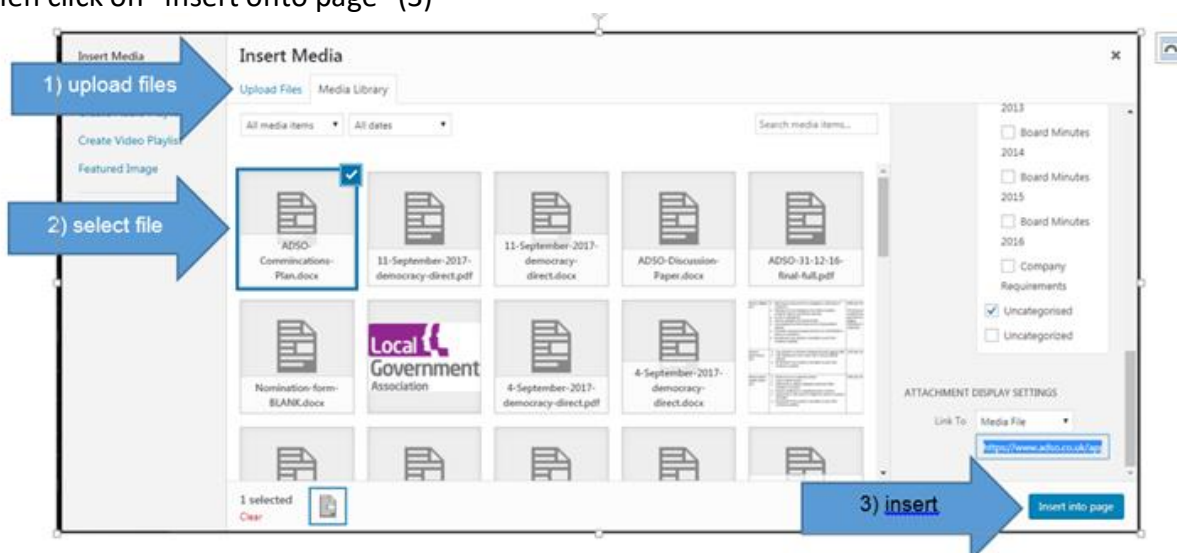 then click on "insert onto page" (3)
Insert Media
1) upload files
Create Video Playlist
Featured Image
2) select file
Insert Media
Upload Files Media Library
All media items All dates Search media items...
ADSO-
Commincations-
Plan.docx
11-September-2017-
democracy-direct.pdf
11-September-2017-
democracy-
direct.docx
ADSO-Discussion-
Paper.docx
ADSO-31-12-16-
final-full.pdf
Nomination-form-
BLANK.docx
Local
Government
Association
4-September-2017-
democracy-direct.pdf
4-September-2017-
democracy-
direct.docx
2013
Board Minutes
2014
Board Minutes
2015
Board Minutes
2016
Company
Requirements
Uncategorised
Uncategorized
ATTACHMENT DISPLAY SETTINGS
Link To Media File
https://www.adso.co.uk/app
1 selected
Clear
3) insert
Insert into page